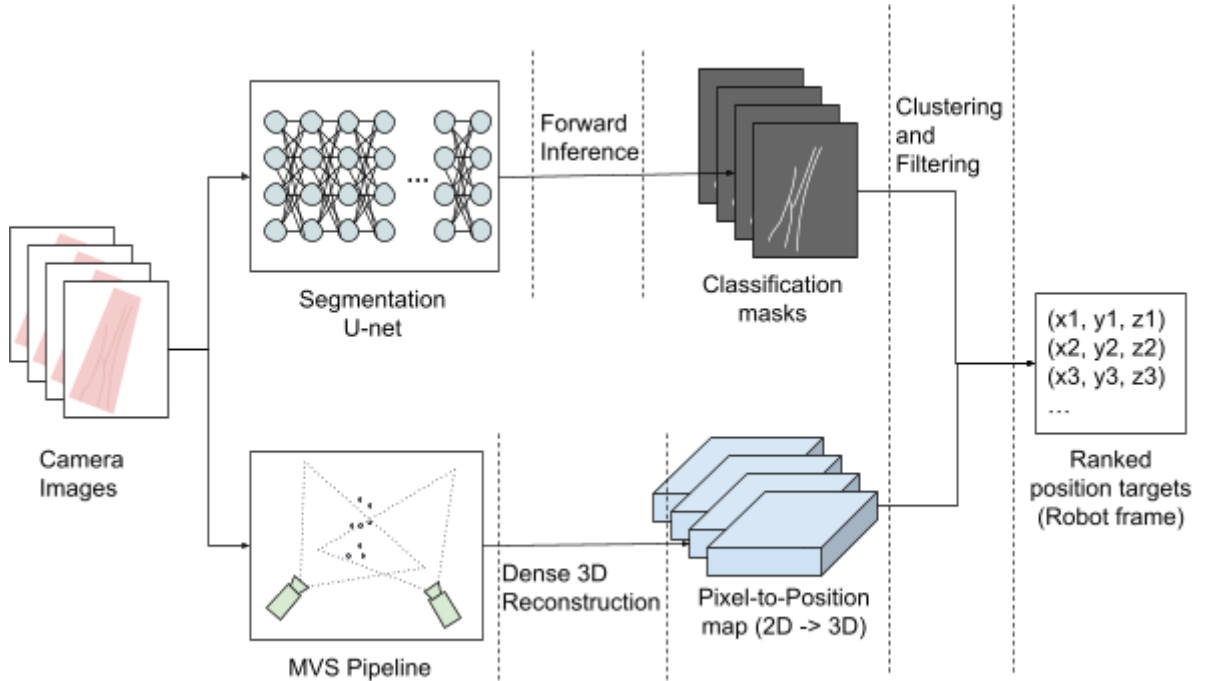 Camera
Images
...
Segmentation
U-net
Forward
Inference
Classification
masks
MVS Pipeline
Dense 3D
Reconstruction
Pixel-to-Position
map (2D -> 3D)
Clustering
and
Filtering
(x1, y1, z1)
(x2, y2, z2)
(x3, y3, z3)
...
Ranked
position targets
(Robot frame)